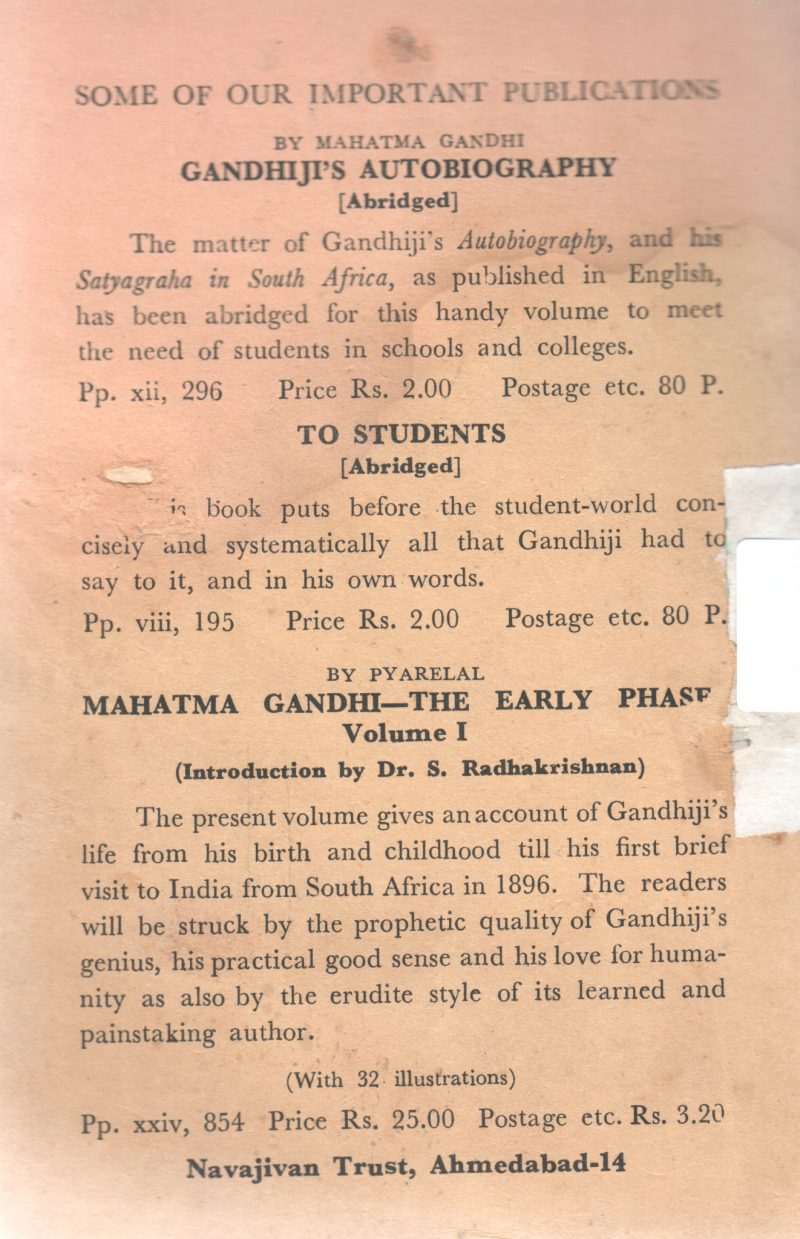 SOME OF OUR IMPORTANT PUBLICATIONS
BY MAHATMA GANDHI
GANDHIJI'S AUTOBIOGRAPHY
[Abridged]
The matter of Gandhiji's Autobiography, and his
Satyagraha in South Africa, as published in English,
has been abridged for this handy volume to meet
the need of students in schools and colleges.
Pp. xii, 296 Price Rs. 2.00 Postage etc. 80 P.
TO STUDENTS
[Abridged]
book puts before the student-world con-
cisely and systematically all that Gandhiji had to
say to it, and in his own words.
Pp. viii, 195 Price Rs. 2.00 Postage etc. 80 P.
BY PYARELAL
MAHATMA GANDHI—THE EARLY PHASE
Volume I
(Introduction by Dr. S. Radhakrishnan)
The present volume gives an account of Gandhiji's
life from his birth and childhood till his first brief
visit to India from South Africa in 1896. The readers
will be struck by the prophetic quality of Gandhiji's
genius, his practical good sense and his love for huma-
nity as also by the erudite style of its learned and
painstaking author.
(With 32 illustrations)
Pp. xxiv, 854 Price Rs. 25.00 Postage etc. Rs. 3.20
Navajivan Trust, Ahmedabad-14